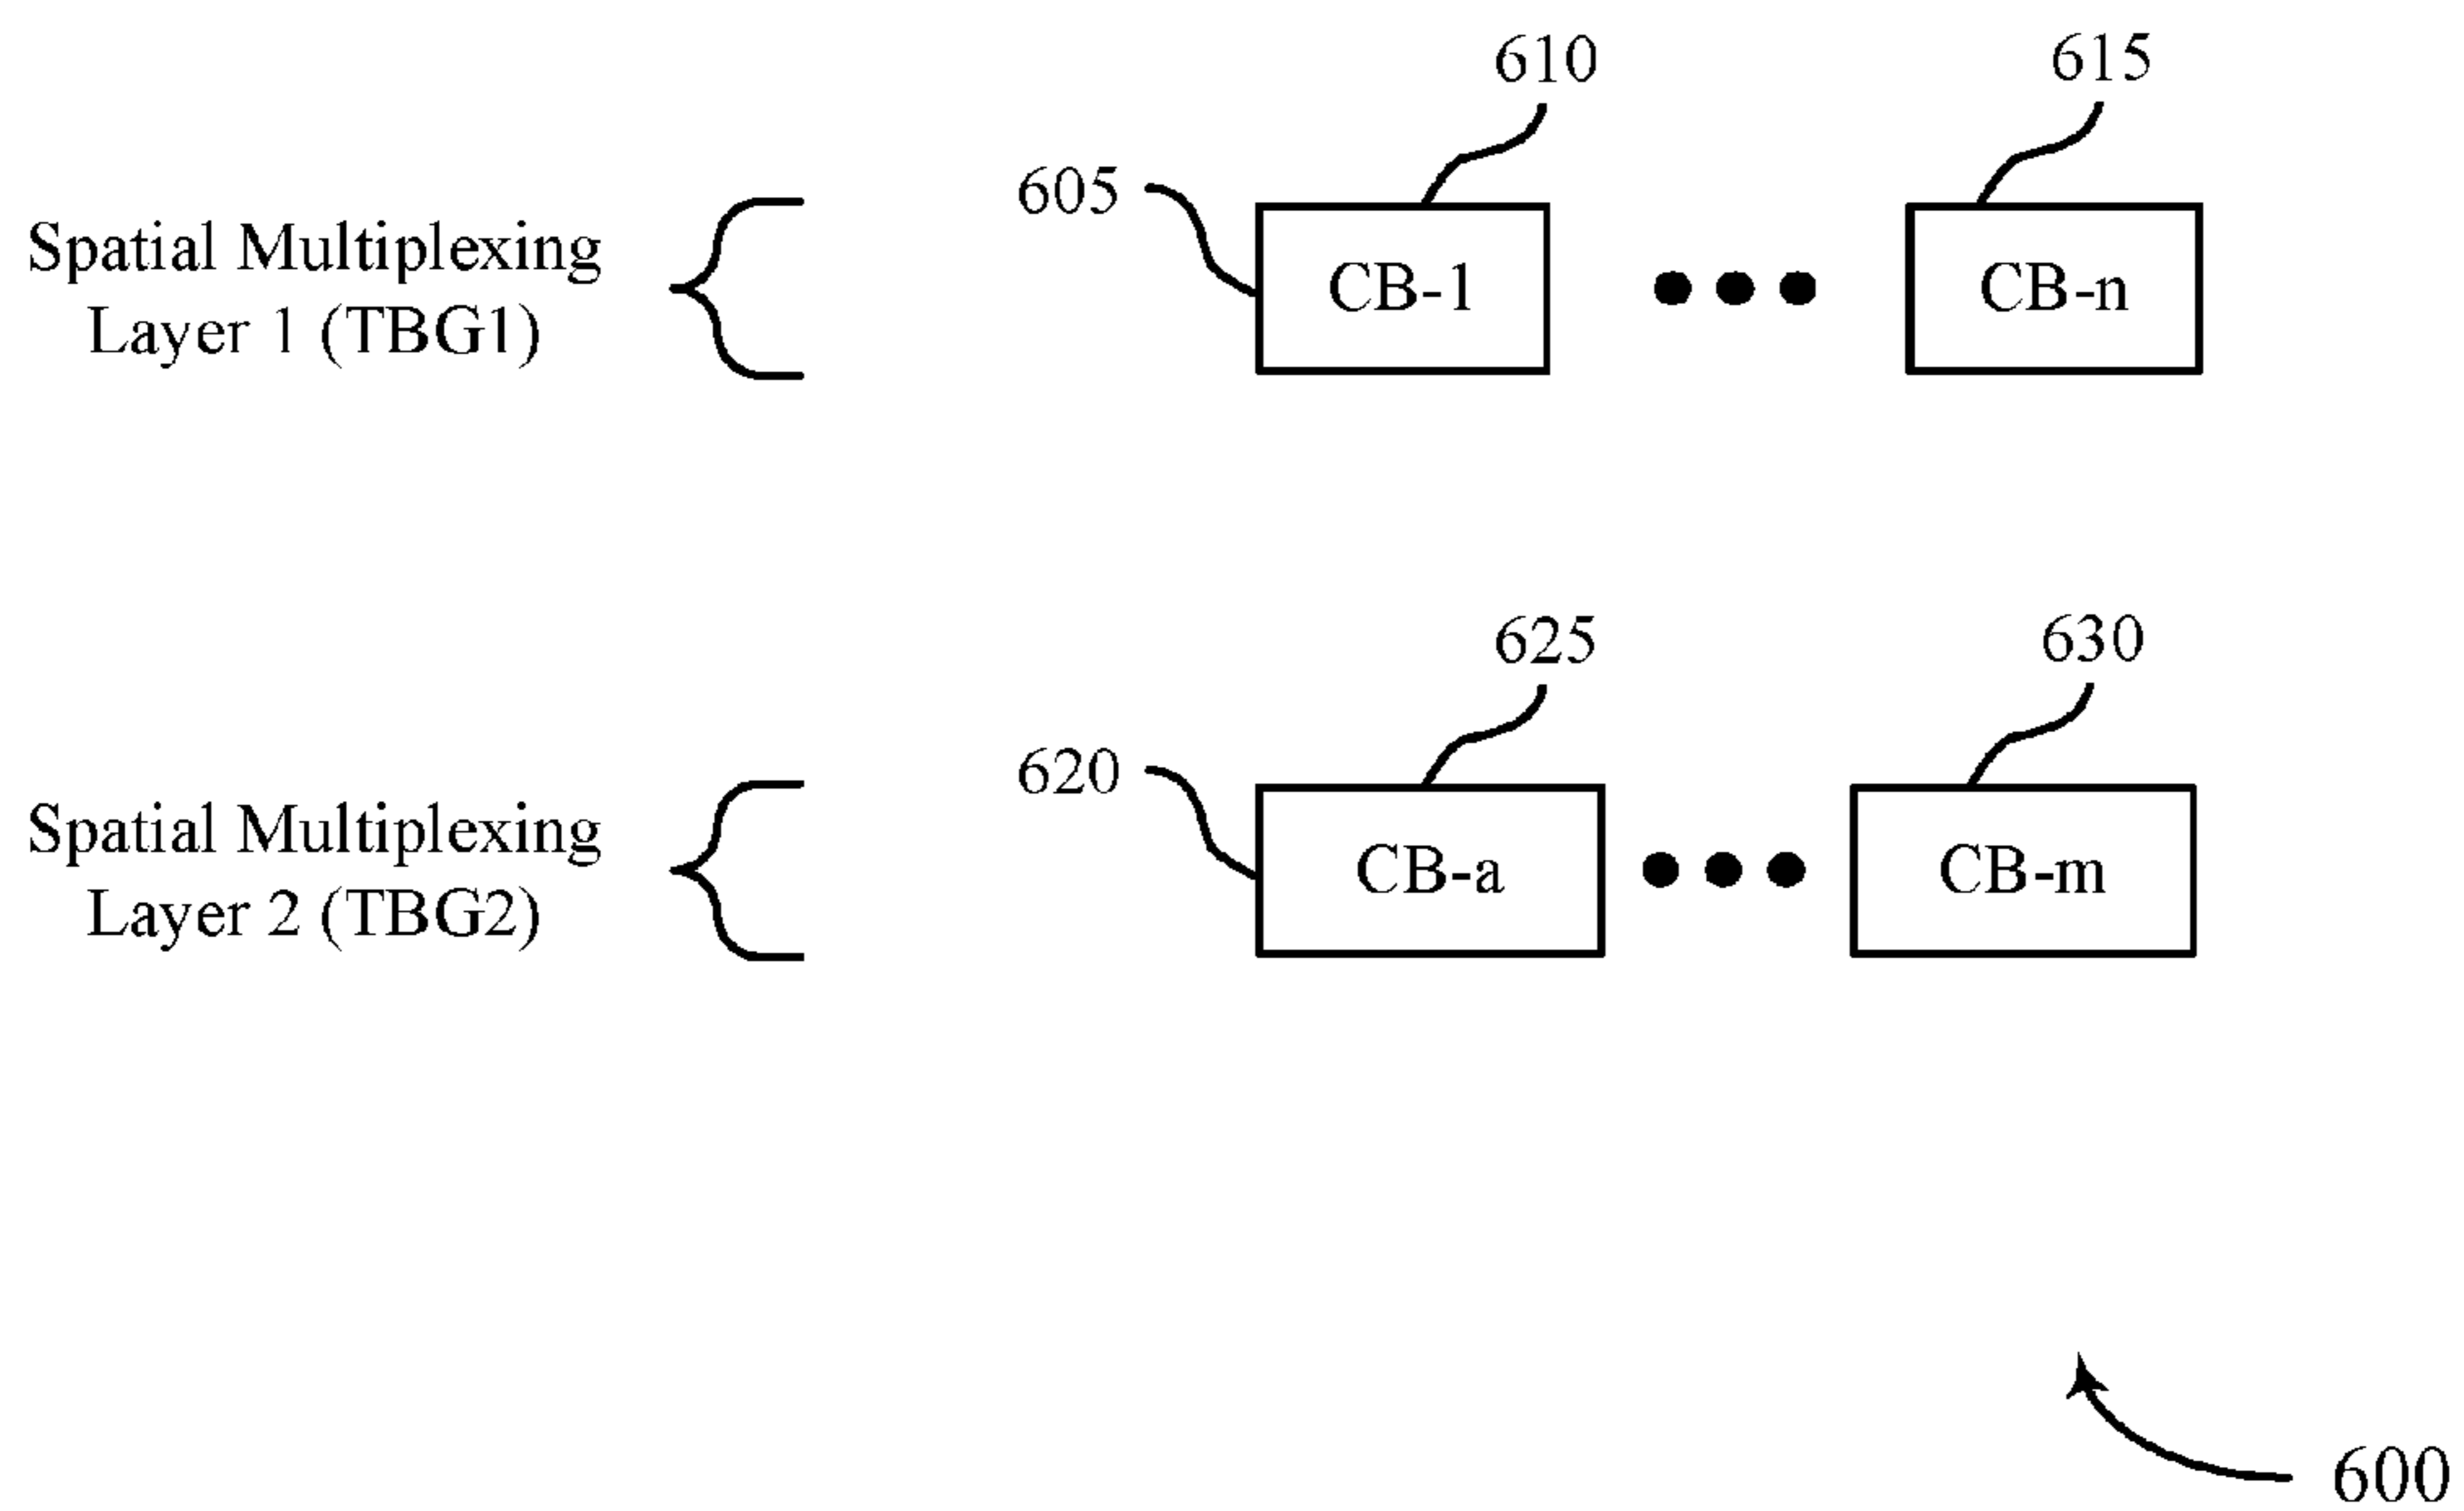 610
615
605
Spatial Multiplexing
Layer 1 (TBG1)
CB-1
CB-n
625
630
620
Spatial Multiplexing
Layer 2 (TBG2)
CB-a
CB-m
600